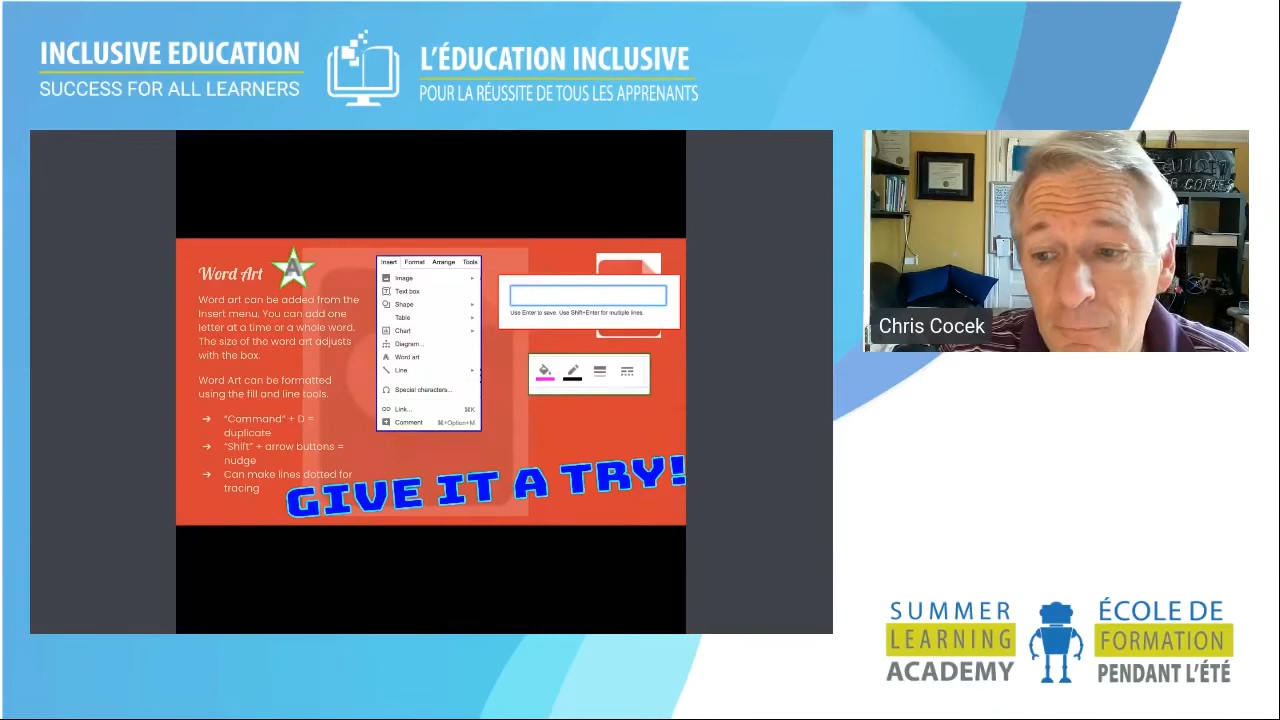 INCLUSIVE EDUCATION
SUCCESS FOR ALL LEARNERS
L'ÉDUCATION INCLUSIVE
POUR LA RÉUSSITE DE TOUS LES APPRENANTS
Word Art
A
Word art can be added from the
Insert menu. You can add one
letter at a time or a whole word.
The size of the word art adjusts
with the box.
Word Art can be formatted
using the fill and line tools.
➔ “Command” + D =
duplicate
➔ “Shift” + arrow buttons =
nudge
➔ Can make lines dotted for
tracing
Insert Format Arrange Tools
Image
Text box
Shape
Table
Chart
Diagram...
Word art
Line
Special characters...
Link... ⌘K
Comment ⌘+Option+M
Use Enter to save. Use Shift+Enter for multiple lines.
GIVE IT A TRY!
Chris Cocek
SUMMER
LEARNING
ACADEMY
ÉCOLE DE
FORMATION
PENDANT L'ÉTÉ